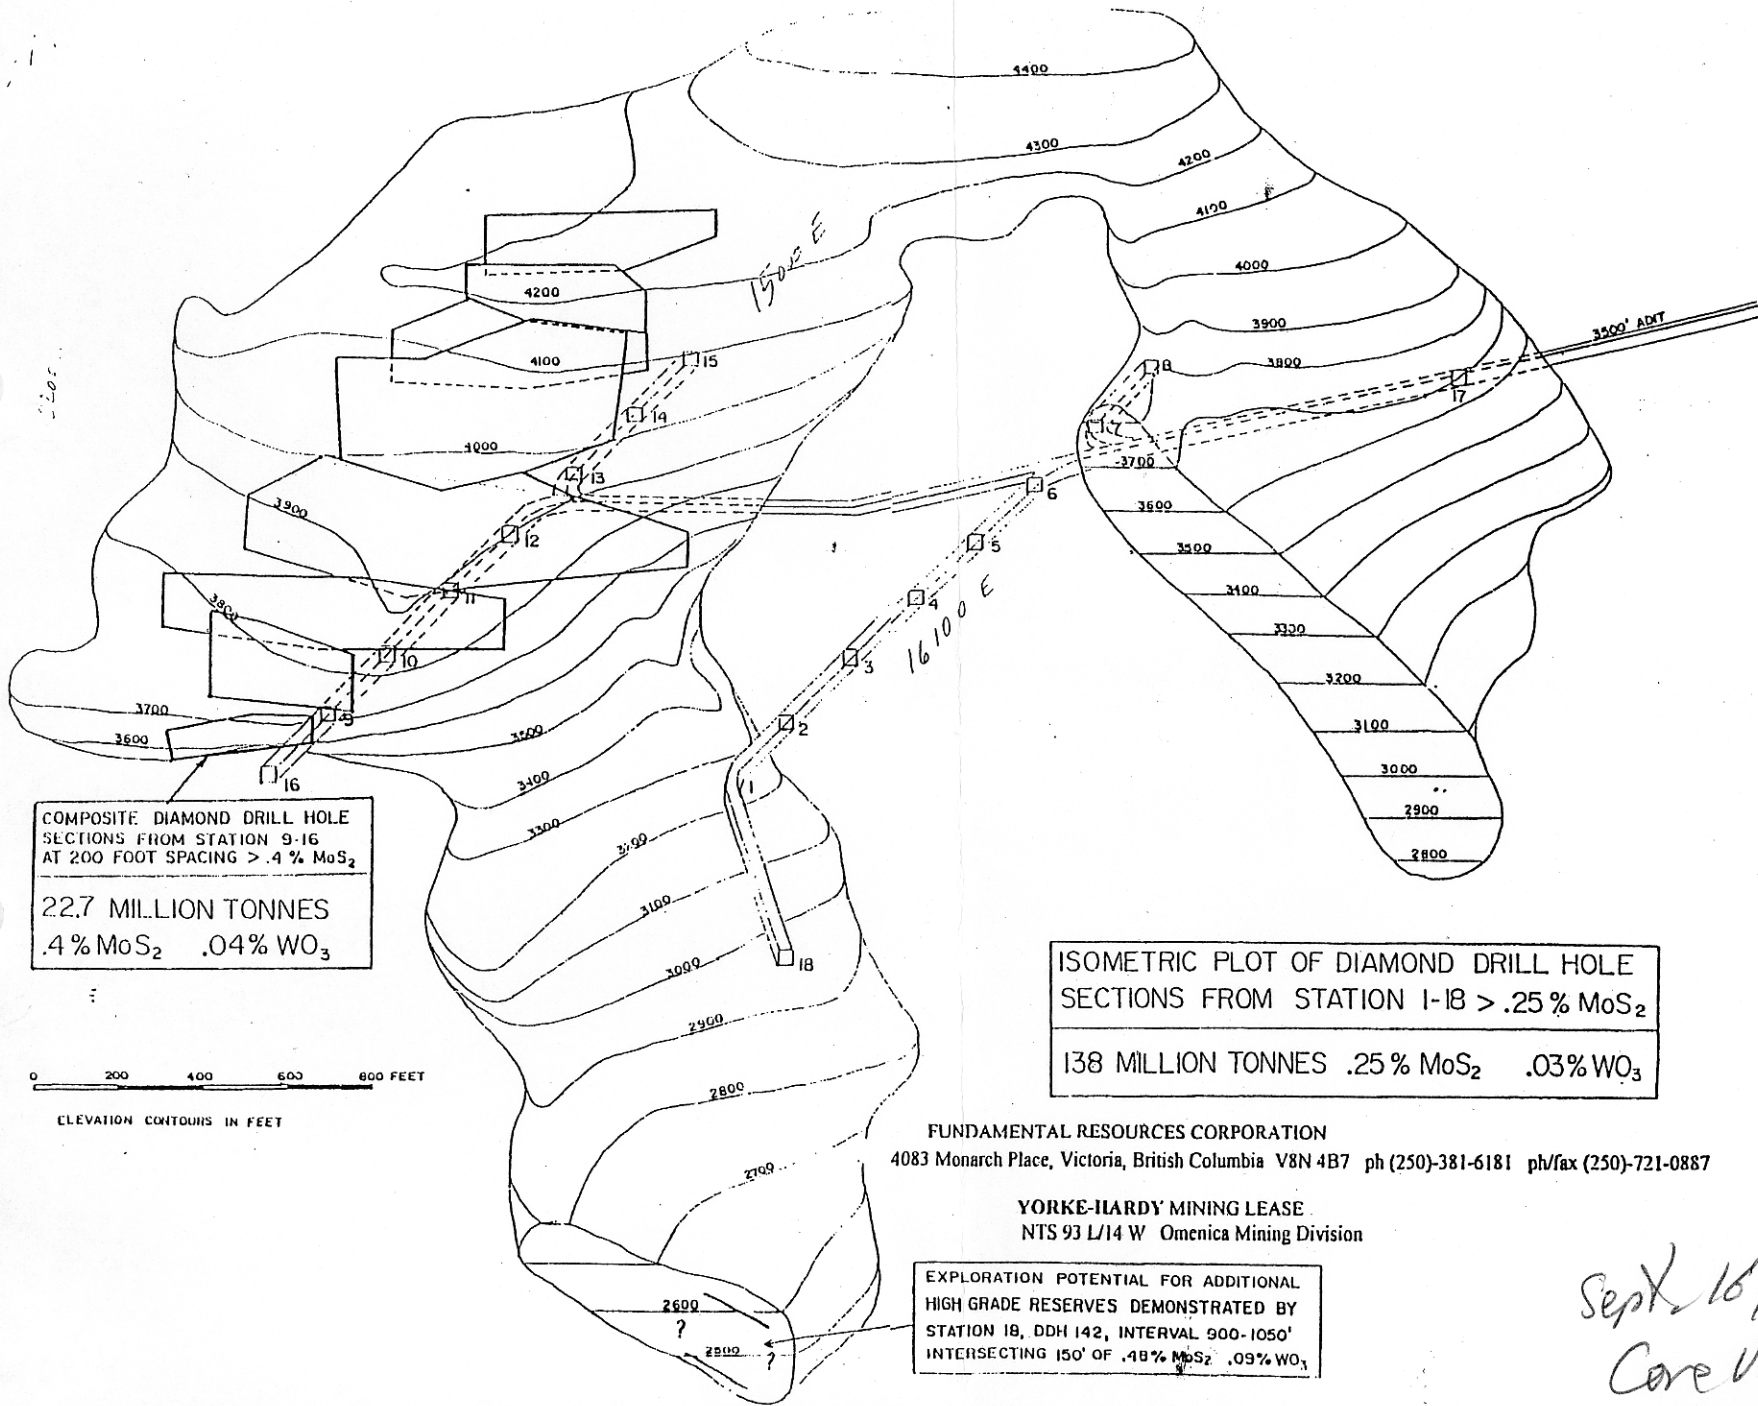 4400
4300
4200
4100
4000
3900
3800
3500' ADIT
15000 E
4200
4100
4000
3900
3800
3700
3600
15
14
13
12
11
10
9
16
8
7
17
6
5
4
3
2
1
18
16100 E
3700
3600
3500
3400
3300
3200
3100
3000
2900
2800
3500
3400
3300
3200
3100
3000
2900
2800
2700
2600
?
2500
?
COMPOSITE DIAMOND DRILL HOLE
SECTIONS FROM STATION 9-16
AT 200 FOOT SPACING > .4 % MoS₂
22.7 MILLION TONNES
.4 % MoS₂ .04% WO₃
0 200 400 600 800 FEET
ELEVATION CONTOURS IN FEET
ISOMETRIC PLOT OF DIAMOND DRILL HOLE
SECTIONS FROM STATION 1-18 > .25 % MoS₂
138 MILLION TONNES .25 % MoS₂ .03% WO₃
FUNDAMENTAL RESOURCES CORPORATION
4083 Monarch Place, Victoria, British Columbia V8N 4B7 ph (250)-381-6181 ph/fax (250)-721-0887
YORKE-HARDY MINING LEASE
NTS 93 L/14 W Omenica Mining Division
EXPLORATION POTENTIAL FOR ADDITIONAL
HIGH GRADE RESERVES DEMONSTRATED BY
STATION 18, DDH 142, INTERVAL 900-1050'
INTERSECTING 150' OF .48% MoS₂ .09% WO₃
Sept. 16,
Core